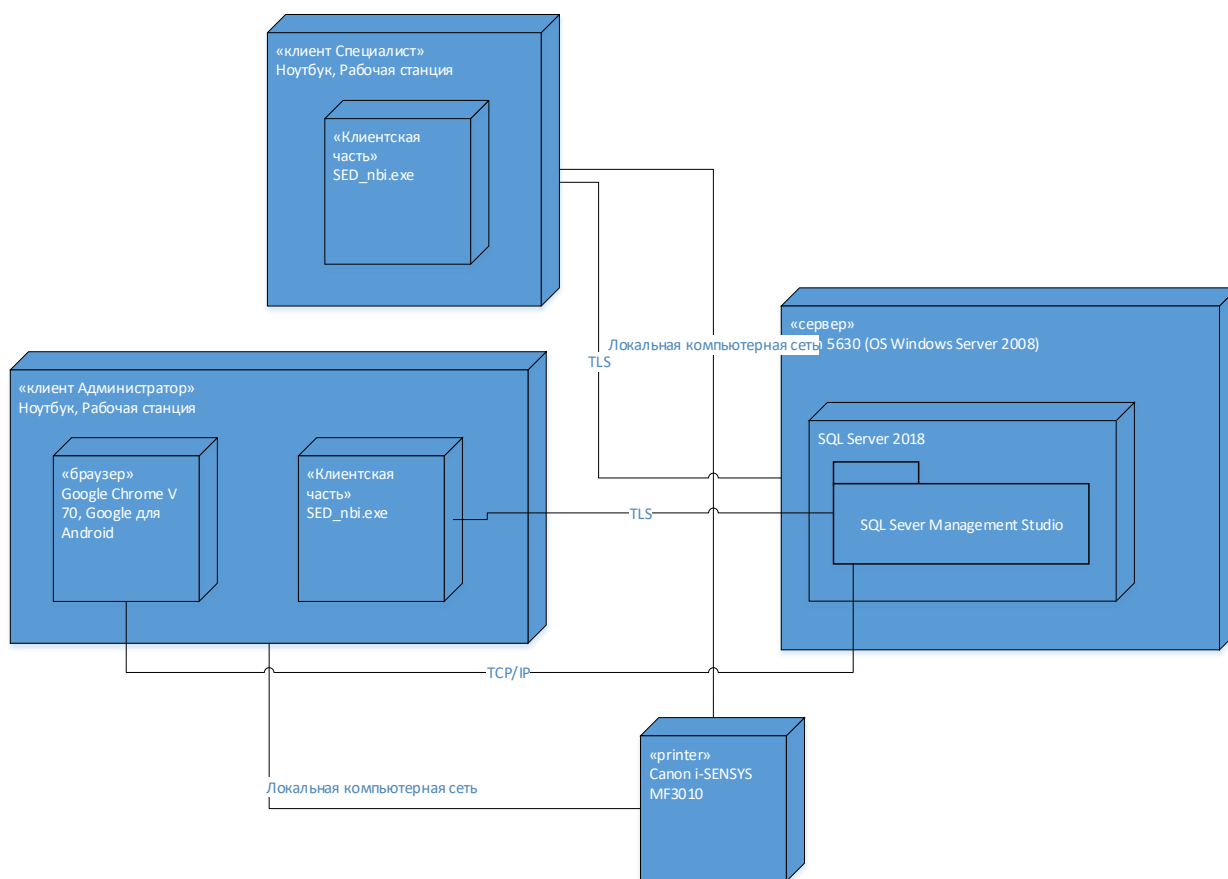 «клиент Специалист»
Ноутбук, Рабочая станция
«Клиентская
часть»
SED_nbi.exe
«сервер»
5630 (OS Windows Server 2008)
Локальная компьютерная сеть
TLS
«клиент Администратор»
Ноутбук, Рабочая станция
«браузер»
Google Chrome V
70, Google для
Android
«Клиентская
часть»
SED_nbi.exe
SQL Server 2018
SQL Sever Management Studio
TLS
TCP/IP
«printer»
Canon i-SENSYS
MF3010
Локальная компьютерная сеть